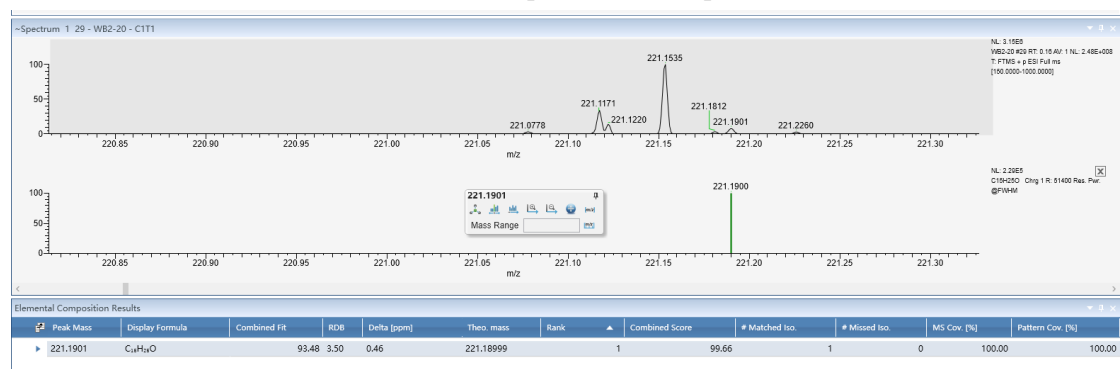 ~Spectrum 1 29 - WB2-20 - C1T1
NL: 3.15E6
WB2-20 #29 RT: 0.16 AV: 1 NL: 2.48E+008
T: FTMS + p ESI Full ms
[150.0000-1000.0000]
221.1535
100
50
0
221.1171
221.1812
221.1220
221.1901
221.0778
221.2260
220.85 220.90 220.95 221.00 221.05 221.10 221.15 221.20 221.25 221.30
m/z
NL: 2.29E5
C15H25O Chrg 1 R: 51400 Res. Pwr.
@FWHM
X
221.1900
100
50
0
221.1901
Mass Range
220.85 220.90 220.95 221.00 221.05 221.10 221.15 221.20 221.25 221.30
m/z
Elemental Composition Results
Peak Mass Display Formula Combined Fit RDB Delta [ppm] Theo. mass Rank Combined Score # Matched Iso. # Missed Iso. MS Cov. [%] Pattern Cov. [%]
221.1901 C₁₅H₂₅O 93.48 3.50 0.46 221.18999 1 99.66 1 0 100.00 100.00